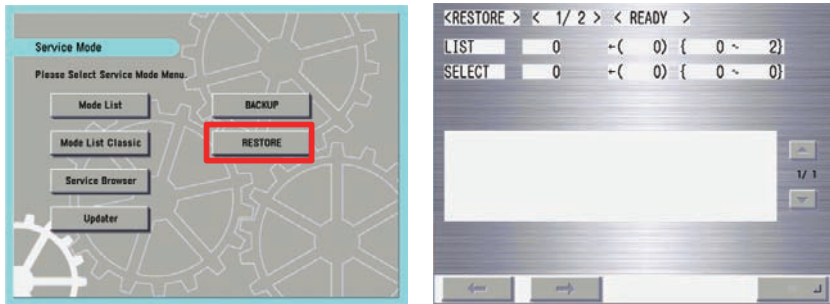 Service Mode
Please Select Service Mode Menu.
Mode List
BACKUP
Mode List Classic
RESTORE
Service Browser
Updater
<RESTORE > < 1/ 2 > < READY >
LIST 0 ←( 0) { 0 ~ 2}
SELECT 0 ←( 0) { 0 ~ 0}
1/ 1